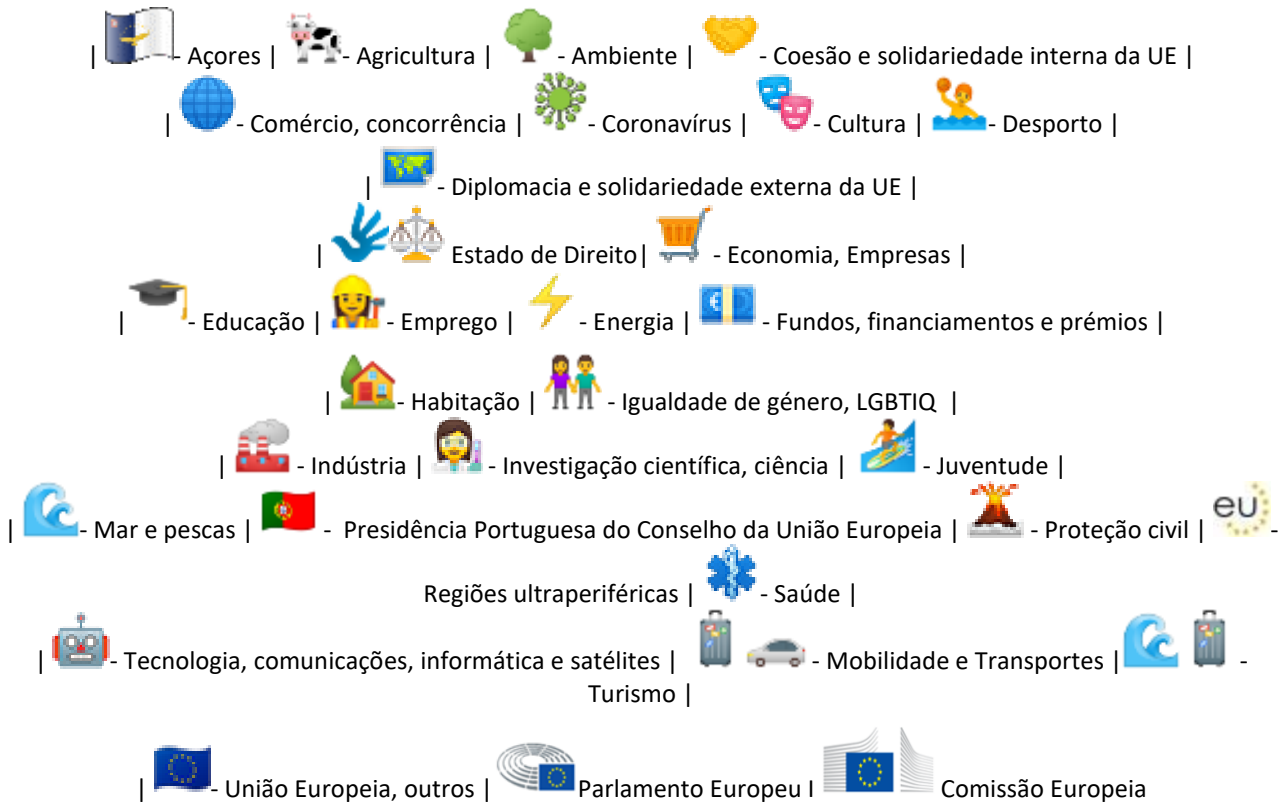 | - Açores | - Agricultura | - Ambiente | - Coesão e solidariedade interna da UE |
| - Comércio, concorrência | - Coronavírus | - Cultura | - Desporto |
| - Diplomacia e solidariedade externa da UE |
| Estado de Direito| - Economia, Empresas |
| - Educação | - Emprego | - Energia | - Fundos, financiamentos e prémios |
| - Habitação | - Igualdade de género, LGBTIQ |
| - Indústria | - Investigação científica, ciência | - Juventude |
| - Mar e pescas | - Presidência Portuguesa do Conselho da União Europeia | - Proteção civil | eu -
Regiões ultraperiféricas | - Saúde |
| - Tecnologia, comunicações, informática e satélites | - Mobilidade e Transportes | -
Turismo |
| - União Europeia, outros | Parlamento Europeu I Comissão Europeia